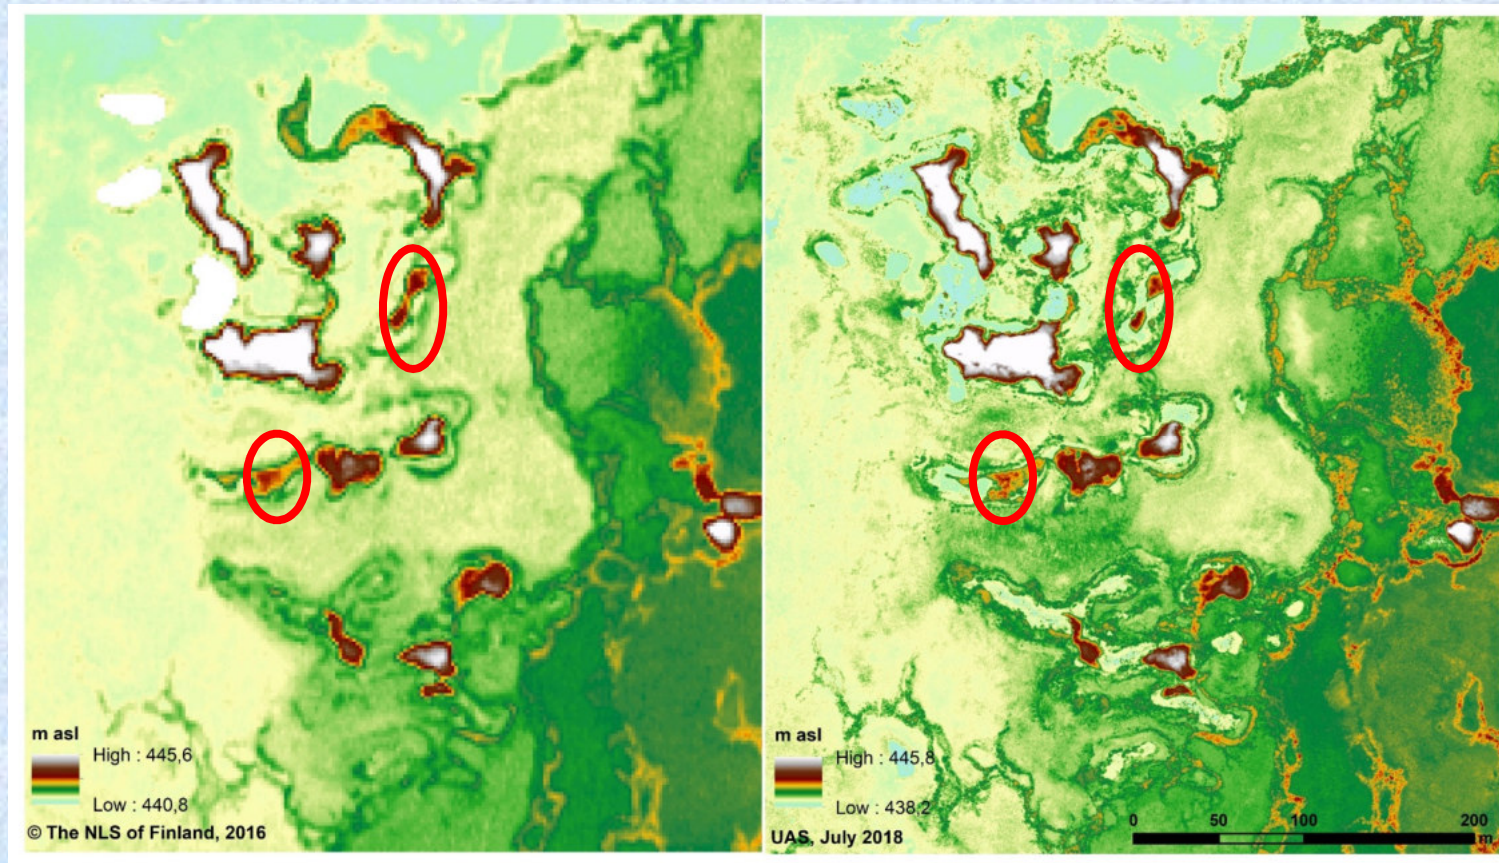 m asl
High : 445,6
Low : 440,8
© The NLS of Finland, 2016
m asl
High : 445,8
Low : 438,2
UAS, July 2018
0 50 100 200
m